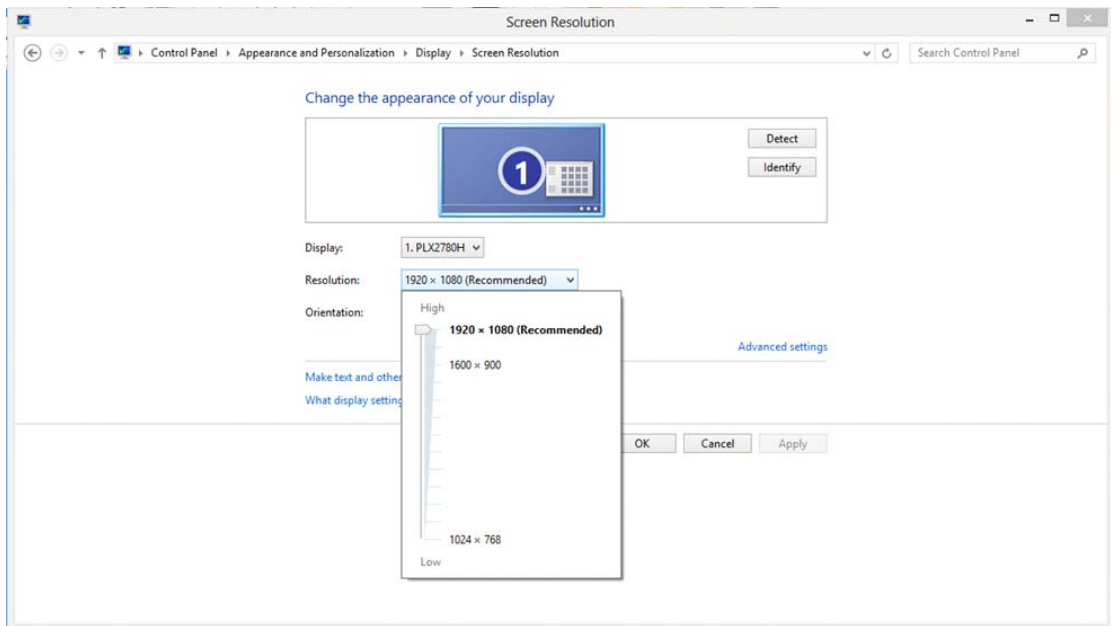 Screen Resolution
Control Panel Appearance and Personalization Display Screen Resolution Search Control Panel
Change the appearance of your display
1
Detect
Identify
Display: 1. PLX2780H
Resolution: 1920 × 1080 (Recommended)
Orientation:
High
1920 × 1080 (Recommended)
1600 × 900
1024 × 768
Low
Advanced settings
Make text and other
What display setting
OK Cancel Apply